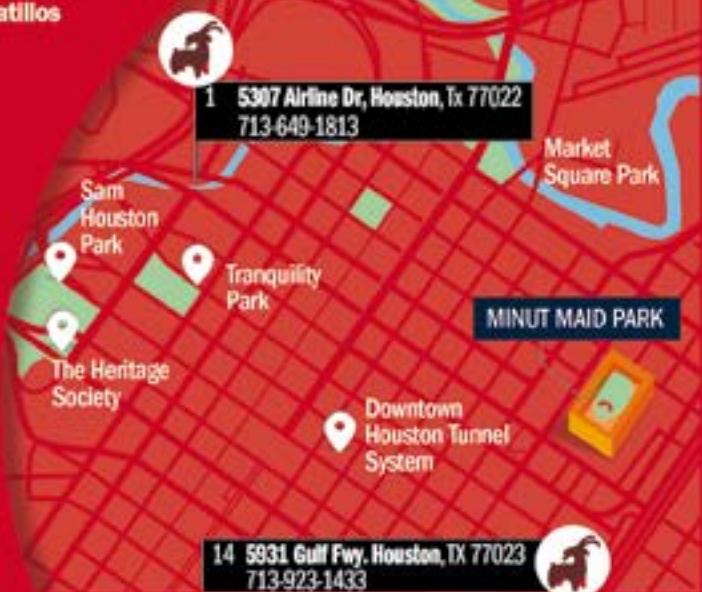 atillos
1 5307 Airline Dr, Houston, Tx 77022
713-649-1813
Market
Square Park
Sam
Houston
Park
Tranquility
Park
MINUT MAID PARK
The Heritage
Society
Downtown
Houston Tunnel
System
14 5931 Gulf Fwy. Houston, TX 77023
713-923-1433